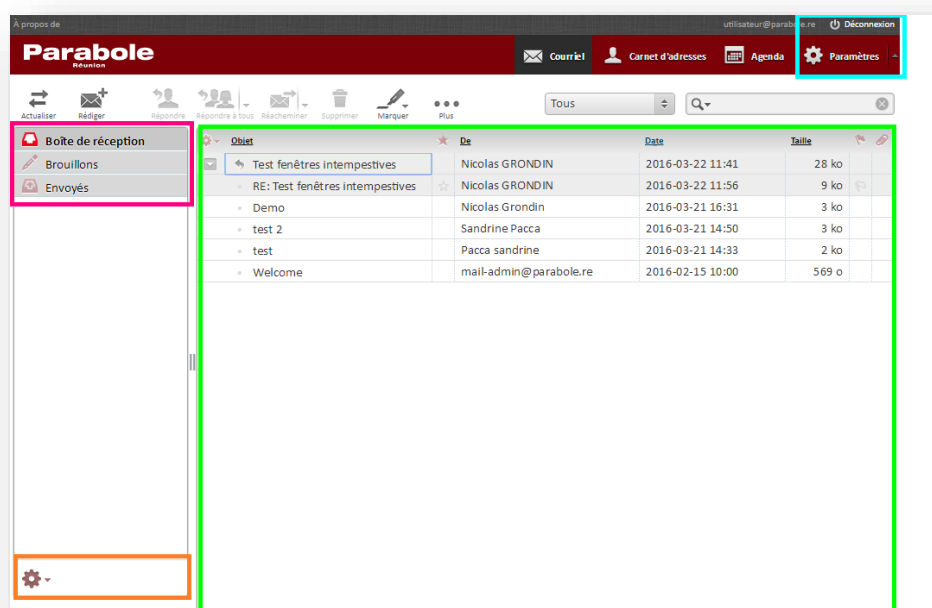 À propos de utilisateur@parabole.re Déconnexion
Parabole
Réunion
Courriel Carnet d'adresses Agenda Paramètres
Actualiser Rédiger Répondre Répondre à tous Réacheminer Supprimer Marquer Plus
Tous
Boîte de réception
Brouillons
Envoyés
Objet De Date Taille
Test fenêtres intempestives Nicolas GRONDIN 2016-03-22 11:41 28 ko
RE: Test fenêtres intempestives Nicolas GRONDIN 2016-03-22 11:56 9 ko
Demo Nicolas Grondin 2016-03-21 16:31 3 ko
test 2 Sandrine Pacca 2016-03-21 14:50 3 ko
test Pacca sandrine 2016-03-21 14:33 2 ko
Welcome mail-admin@parabole.re 2016-02-15 10:00 569 o